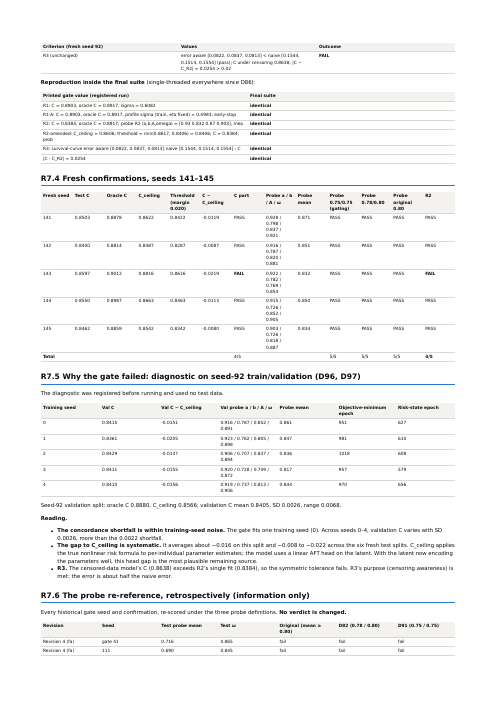 Criteria (fresh seed 92) Values Outcome
R3 (unchanged) error aware [0.0822, 0.0837, 0.0813] < naive [0.1544, FAIL
0.1514, 0.1554] (pass); C under censoring 0.8638; |C −
C_R2| = 0.0254 > 0.02
Reproduction inside the final suite (single-threaded everywhere since D86):
Printed gate value (registered run) Final suite
R1: C = 0.8903, oracle C = 0.8917, sigma = 0.6082 identical
R1-A: C = 0.8903, oracle C = 0.8917, profile sigma (train, eta fixed) = 0.4983; early-stop identical
R2: C = 0.8384, oracle C = 0.8917, probe R2 (a,b,A,omega) = [0.93 0.832 0.87 0.93], mea identical
R2-amended: C_ceiling = 0.8606; threshold = min(0.8617, 0.8406) = 0.8406; C = 0.8384; identical
prob
R3: survival-curve error aware [0.0822, 0.0837, 0.0813] naive [0.1544, 0.1514, 0.1554] ; C identical
|C - C_R2| = 0.0254 identical
R7.4 Fresh confirmations, seeds 141–145
Fresh seed Test C Oracle C C_ceiling Threshold C − C part Probe a / b Probe Probe Probe Probe R2
(margin C_ceiling / A / ω mean 0.75/0.75 0.78/0.80 original
0.020) (gating) 0.80
141 0.8503 0.8878 0.8622 0.8422 -0.0119 PASS 0.928 / 0.871 PASS PASS PASS PASS
0.798 /
0.837 /
0.921
142 0.8400 0.8814 0.8487 0.8287 -0.0087 PASS 0.916 / 0.851 PASS PASS PASS PASS
0.787 /
0.820 /
0.881
143 0.8597 0.9012 0.8816 0.8616 -0.0219 FAIL 0.922 / 0.832 PASS PASS PASS FAIL
0.782 /
0.769 /
0.854
144 0.8550 0.8987 0.8663 0.8463 -0.0113 PASS 0.915 / 0.850 PASS PASS PASS PASS
0.726 /
0.852 /
0.905
145 0.8462 0.8859 0.8542 0.8342 -0.0080 PASS 0.903 / 0.834 PASS PASS PASS PASS
0.726 /
0.818 /
0.887
Total 4/5 5/5 5/5 5/5 4/5
R7.5 Why the gate failed: diagnostic on seed-92 train/validation (D96, D97)
The diagnostic was registered before running and used no test data.
Training seed Val C Val C − C_ceiling Val probe a / b / A / ω Probe mean Objective-minimum Risk-state epoch
epoch
0 0.8415 -0.0151 0.916 / 0.787 / 0.852 / 0.861 951 627
0.891
1 0.8361 -0.0205 0.923 / 0.762 / 0.805 / 0.847 981 610
0.898
2 0.8429 -0.0137 0.906 / 0.707 / 0.837 / 0.836 1018 608
0.894
3 0.8411 -0.0155 0.920 / 0.728 / 0.749 / 0.817 957 579
0.872
4 0.8410 -0.0156 0.919 / 0.737 / 0.813 / 0.844 970 656
0.906
Seed-92 validation split: oracle C 0.8880, C_ceiling 0.8566; validation C mean 0.8405, SD 0.0026, range 0.0068.
Reading.
• The concordance shortfall is within training-seed noise. The gate fits one training seed (0). Across seeds 0–4, validation C varies with SD
0.0026, more than the 0.0022 shortfall.
• The gap to C_ceiling is systematic. It averages about −0.016 on this split and −0.008 to −0.022 across the six fresh test splits. C_ceiling applies
the true nonlinear risk formula to per-individual parameter estimates; the model uses a linear AFT head on the latent. With the latent now encoding
the parameters well, this head gap is the most plausible remaining source.
• R3. The censored-data model's C (0.8638) exceeds R2's single fit (0.8384), so the symmetric tolerance fails. R3's purpose (censoring awareness) is
met: the error is about half the naive error.
R7.6 The probe re-reference, retrospectively (information only)
Every historical gate seed and confirmation, re-scored under the three probe definitions. No verdict is changed.
Revision Seed Test probe mean Test ω Original (mean ≥ D82 (0.78 / 0.80) D91 (0.75 / 0.75)
0.80)
Revision 4 (fa) gate 41 0.716 0.865 fail fail fail
Revision 4 (fa) 111 0.690 0.845 fail fail fail